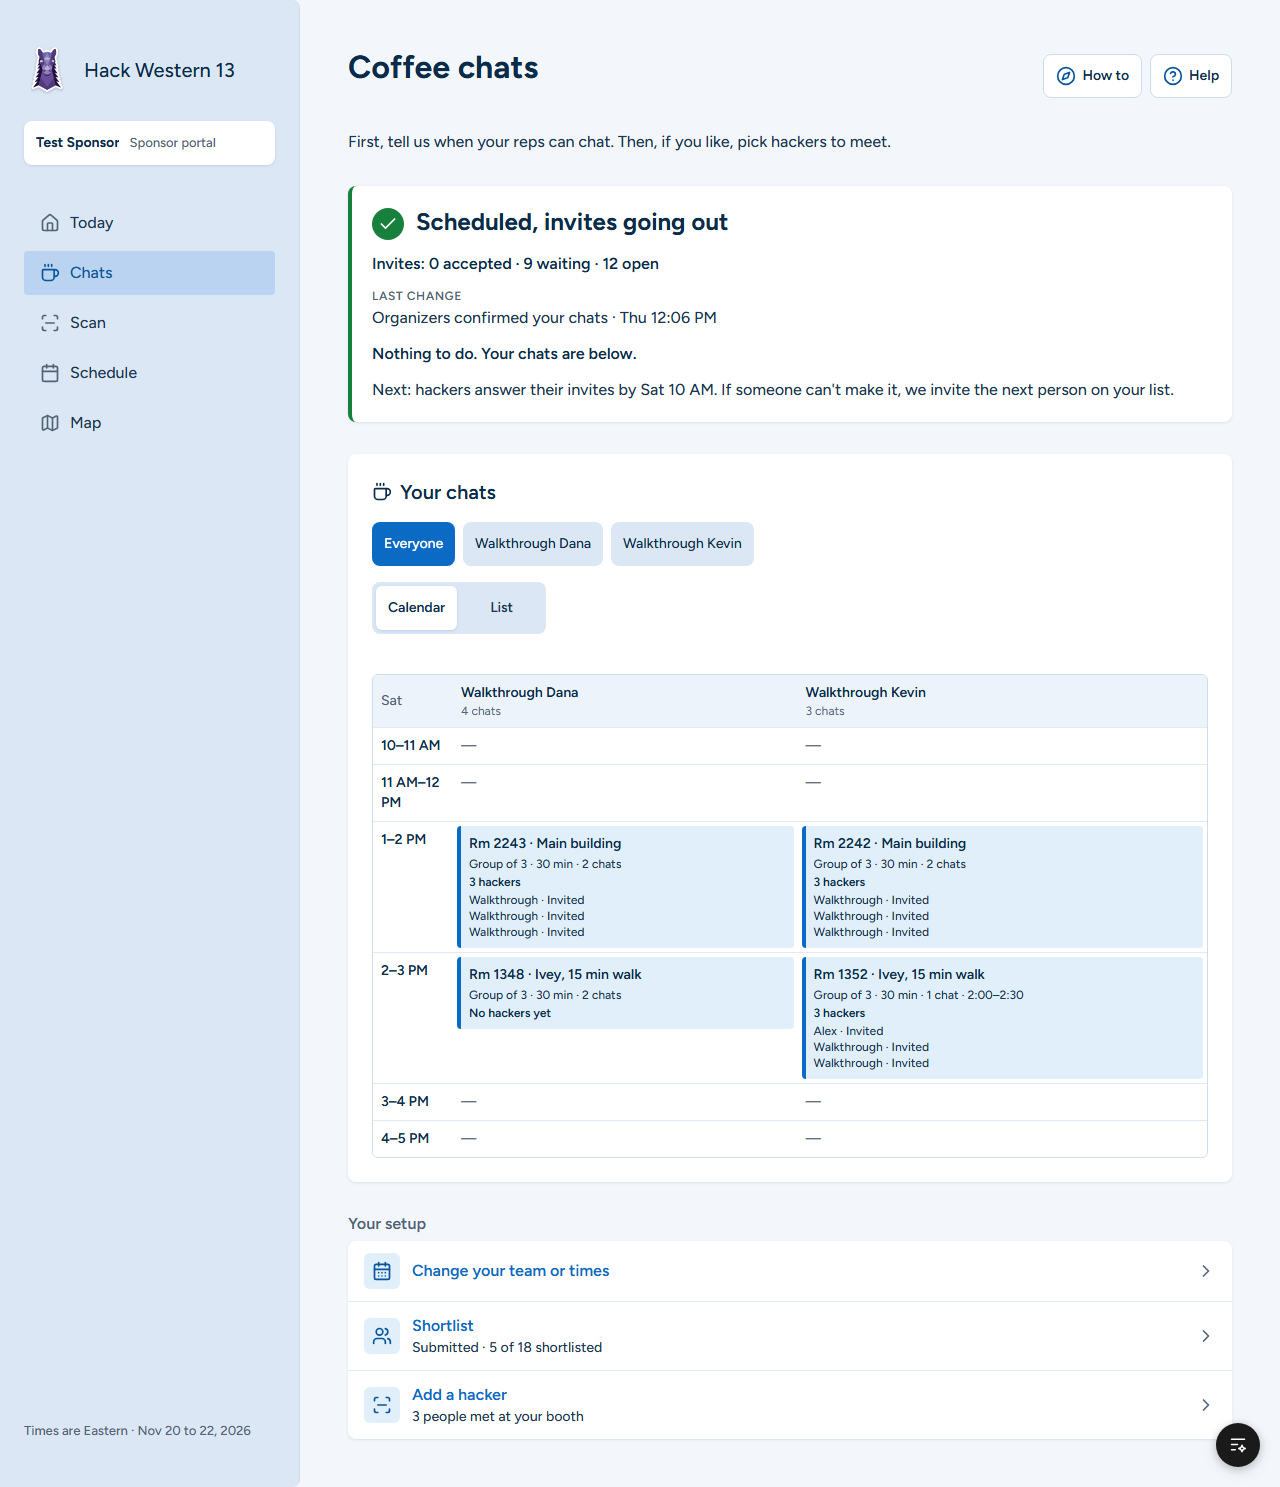 Hack Western 13
Test Sponsor Sponsor portal
Today
Chats
Scan
Schedule
Map
Times are Eastern · Nov 20 to 22, 2026
Coffee chats
How to
Help
First, tell us when your reps can chat. Then, if you like, pick hackers to meet.
Scheduled, invites going out
Invites: 0 accepted · 9 waiting · 12 open
LAST CHANGE
Organizers confirmed your chats · Thu 12:06 PM
Nothing to do. Your chats are below.
Next: hackers answer their invites by Sat 10 AM. If someone can't make it, we invite the next person on your list.
Your chats
Everyone
Walkthrough Dana
Walkthrough Kevin
Calendar
List
Sat
Walkthrough Dana
4 chats
Walkthrough Kevin
3 chats
10–11 AM
—
—
11 AM–12
PM
—
—
1–2 PM
Rm 2243 · Main building
Group of 3 · 30 min · 2 chats
3 hackers
Walkthrough · Invited
Walkthrough · Invited
Walkthrough · Invited
Rm 2242 · Main building
Group of 3 · 30 min · 2 chats
3 hackers
Walkthrough · Invited
Walkthrough · Invited
Walkthrough · Invited
2–3 PM
Rm 1348 · Ivey, 15 min walk
Group of 3 · 30 min · 2 chats
No hackers yet
Rm 1352 · Ivey, 15 min walk
Group of 3 · 30 min · 1 chat · 2:00–2:30
3 hackers
Alex · Invited
Walkthrough · Invited
Walkthrough · Invited
3–4 PM
—
—
4–5 PM
—
—
Your setup
Change your team or times
Shortlist
Submitted · 5 of 18 shortlisted
Add a hacker
3 people met at your booth